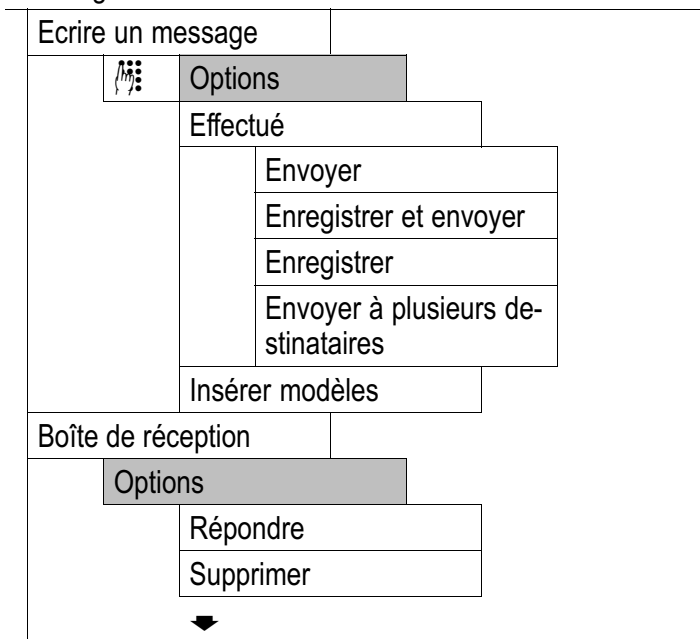 Ecrire un message
Options
Effectué
Envoyer
Enregistrer et envoyer
Enregistrer
Envoyer à plusieurs de-
stinataires
Insérer modèles
Boîte de réception
Options
Répondre
Supprimer